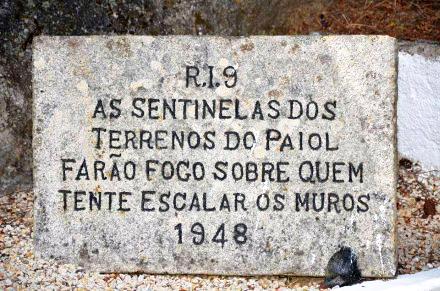 R.I.9
AS SENTINELAS DOS
TERRENOS DO PAIOL
FARÃO FOGO SOBRE QUEM
TENTE ESCALAR OS MUROS
1948